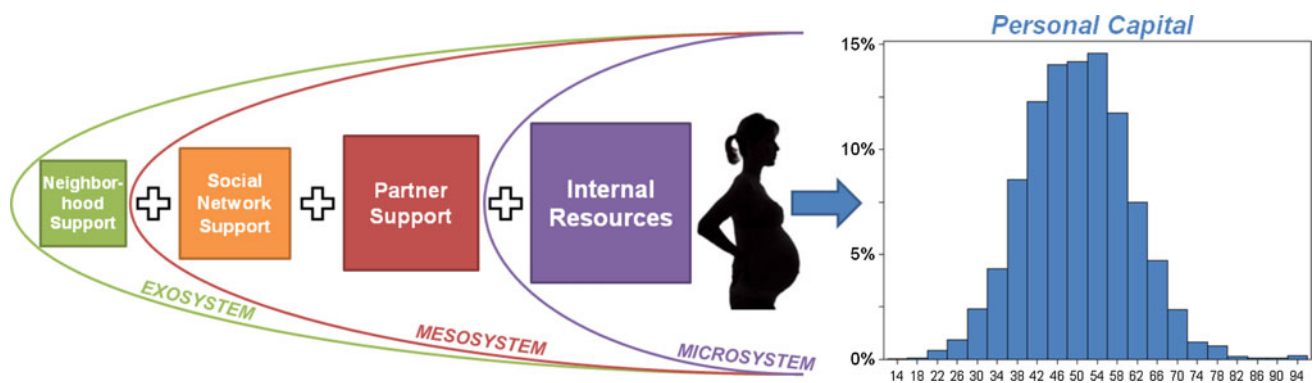 Personal Capital
15%
10%
5%
0%
Neighbor-
hood
Support
Social
Network
Support
Partner
Support
Internal
Resources
EXOSYSTEM
MESOSYSTEM
MICROSYSTEM
14 18 22 26 30 34 38 42 46 50 54 58 62 66 70 74 78 82 86 90 94